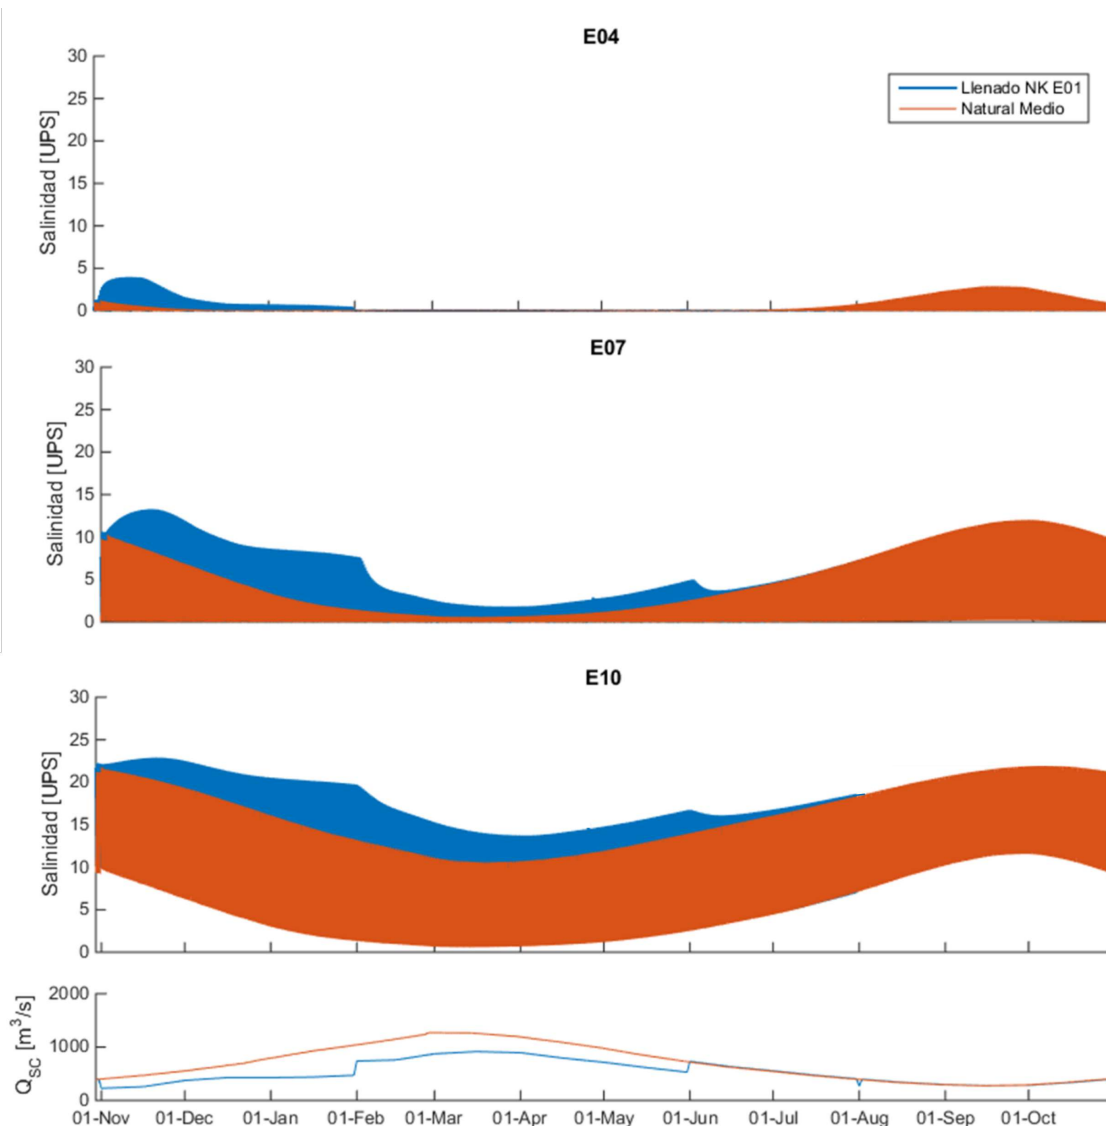 E04
30
25
20
15
10
5
0
Salinidad [UPS]
Llenado NK E01
Natural Medio
E07
30
25
20
15
10
5
0
Salinidad [UPS]
E10
30
25
20
15
10
5
0
Salinidad [UPS]
2000
1000
0
Q_SC [m³/s]
01-Nov 01-Dec 01-Jan 01-Feb 01-Mar 01-Apr 01-May 01-Jun 01-Jul 01-Aug 01-Sep 01-Oct